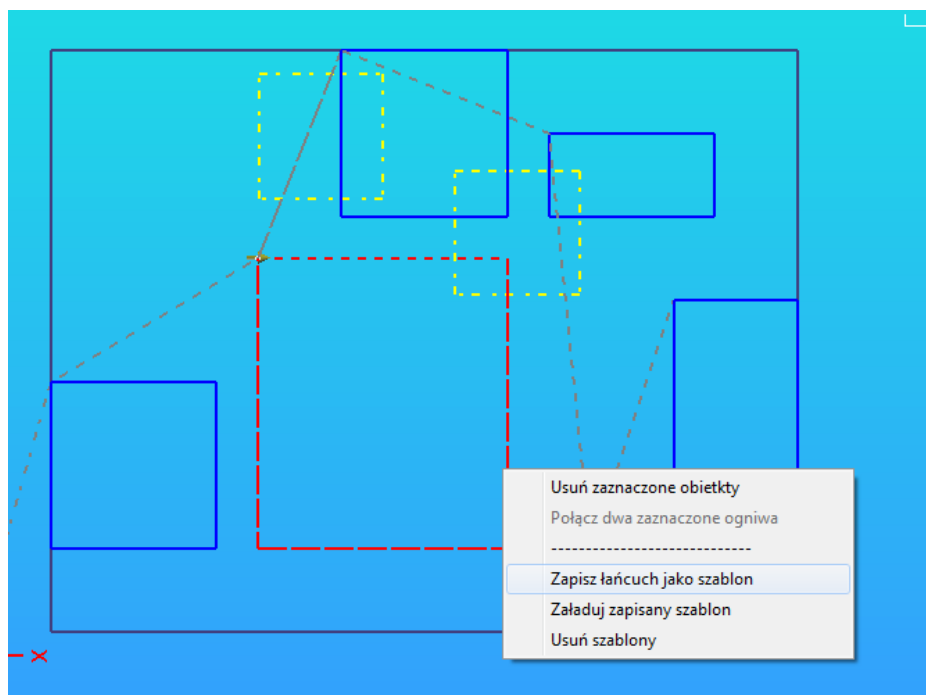 Usuń zaznaczone obietkty
Połącz dwa zaznaczone ogniwa
-----------------------------
Zapisz łańcuch jako szablon
Załaduj zapisany szablon
Usuń szablony
X